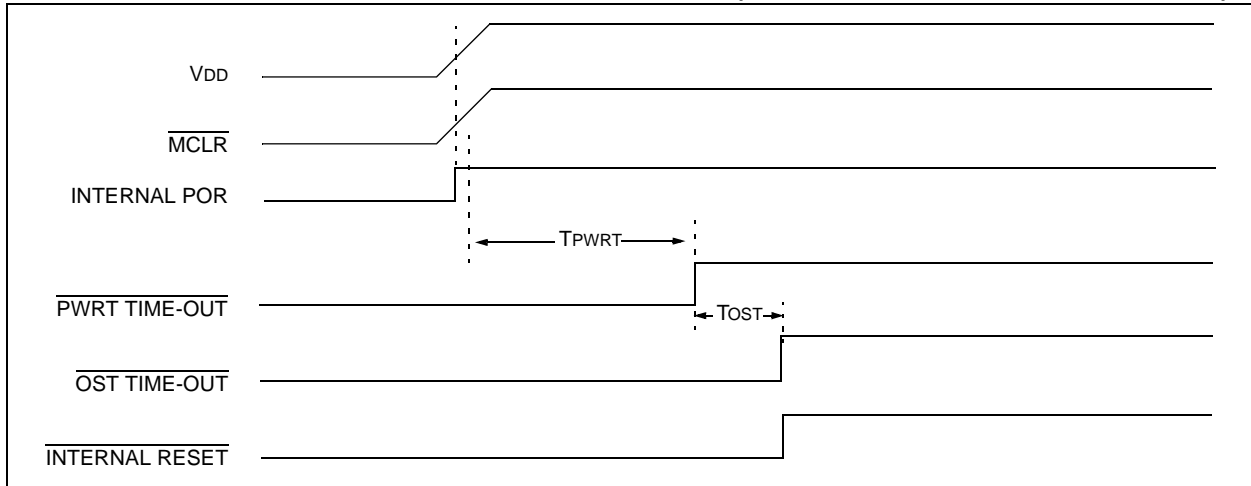 VDD
MCLR
INTERNAL POR
TPWRT
PWRT TIME-OUT
TOST
OST TIME-OUT
INTERNAL RESET